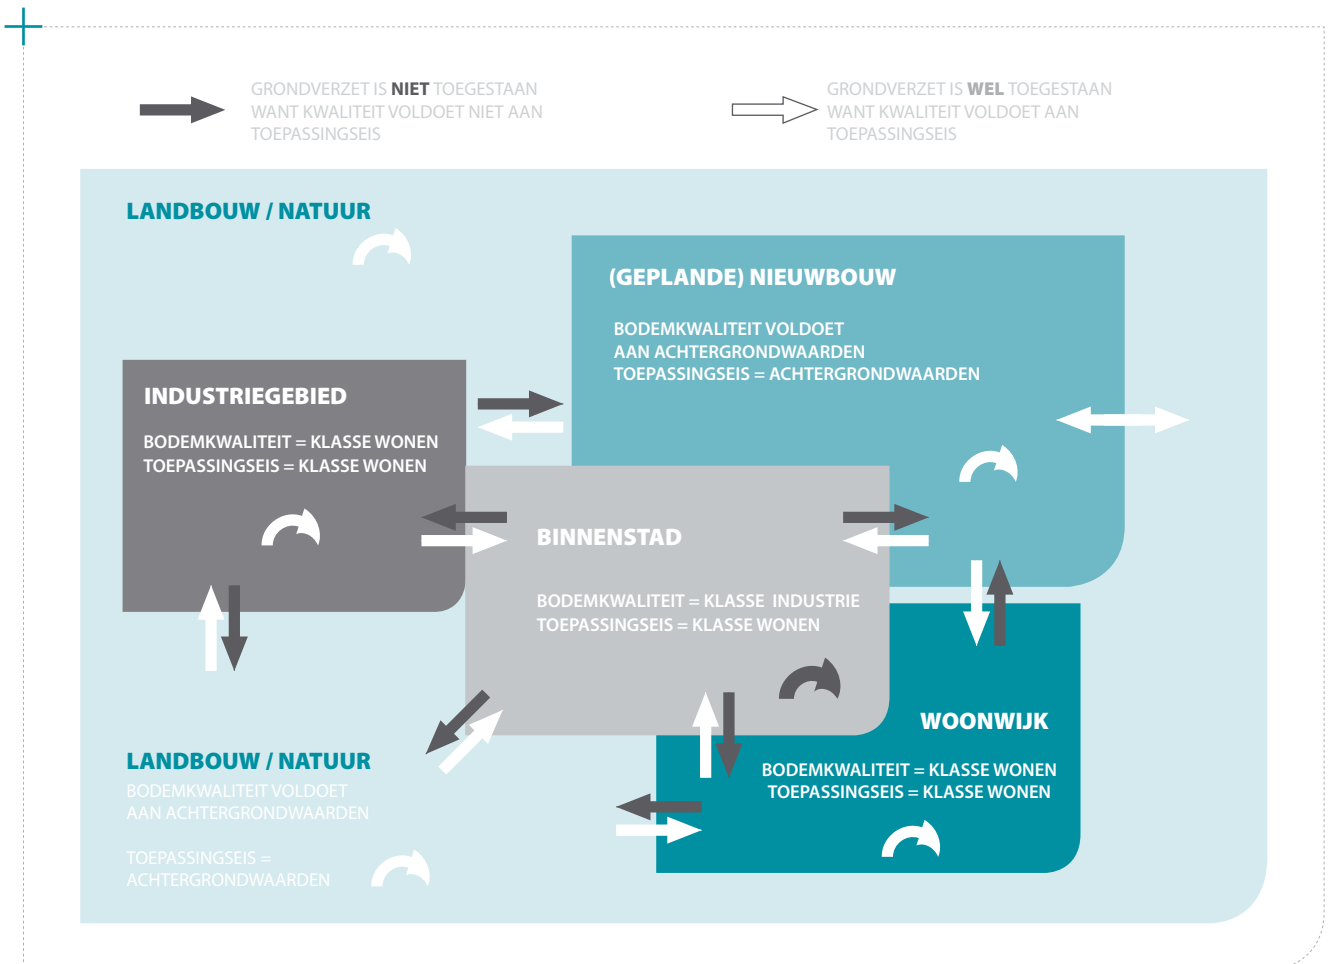 GRONDVERZET IS NIET TOEGESTAAN
WANT KWALITEIT VOLDOET NIET AAN
TOEPASSINGSEIS
GRONDVERZET IS WEL TOEGESTAAN
WANT KWALITEIT VOLDOET AAN
TOEPASSINGSEIS
LANDBOUW / NATUUR
(GEPLANDE) NIEUWBOUW
BODEMKWALITEIT VOLDOET
AAN ACHTERGRONDWAARDEN
TOEPASSINGSEIS = ACHTERGRONDWAARDEN
INDUSTRIEGEBIED
BODEMKWALITEIT = KLASSE WONEN
TOEPASSINGSEIS = KLASSE WONEN
BINNENSTAD
BODEMKWALITEIT = KLASSE INDUSTRIE
TOEPASSINGSEIS = KLASSE WONEN
WOONWIJK
BODEMKWALITEIT = KLASSE WONEN
TOEPASSINGSEIS = KLASSE WONEN
LANDBOUW / NATUUR
BODEMKWALITEIT VOLDOET
AAN ACHTERGRONDWAARDEN
TOEPASSINGSEIS =
ACHTERGRONDWAARDEN